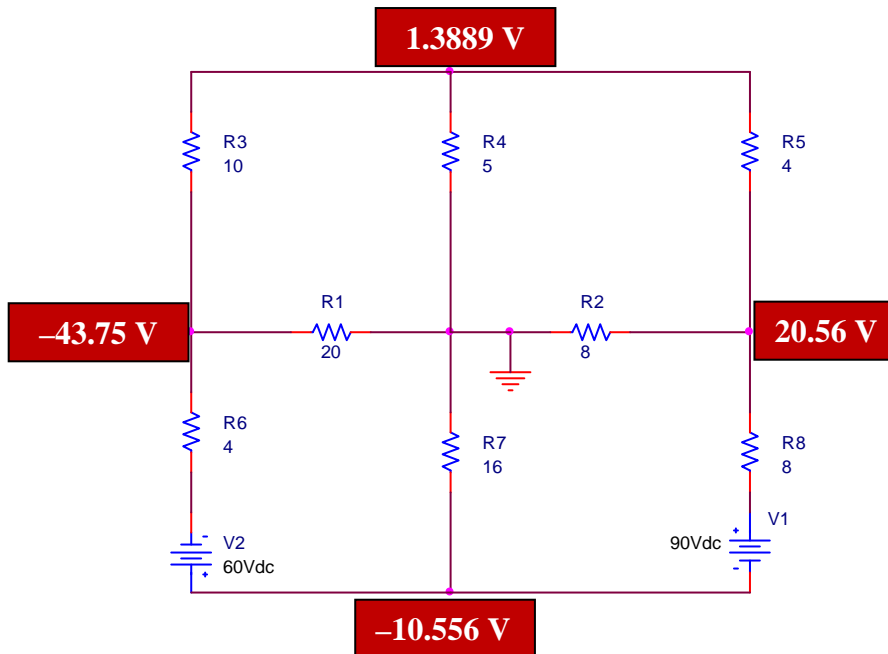 1.3889 V
R3
10
R4
5
R5
4
–43.75 V
R1
20
R2
8
20.56 V
R6
4
R7
16
R8
8
-
V2
60Vdc
+
+
V1
90Vdc
-
–10.556 V